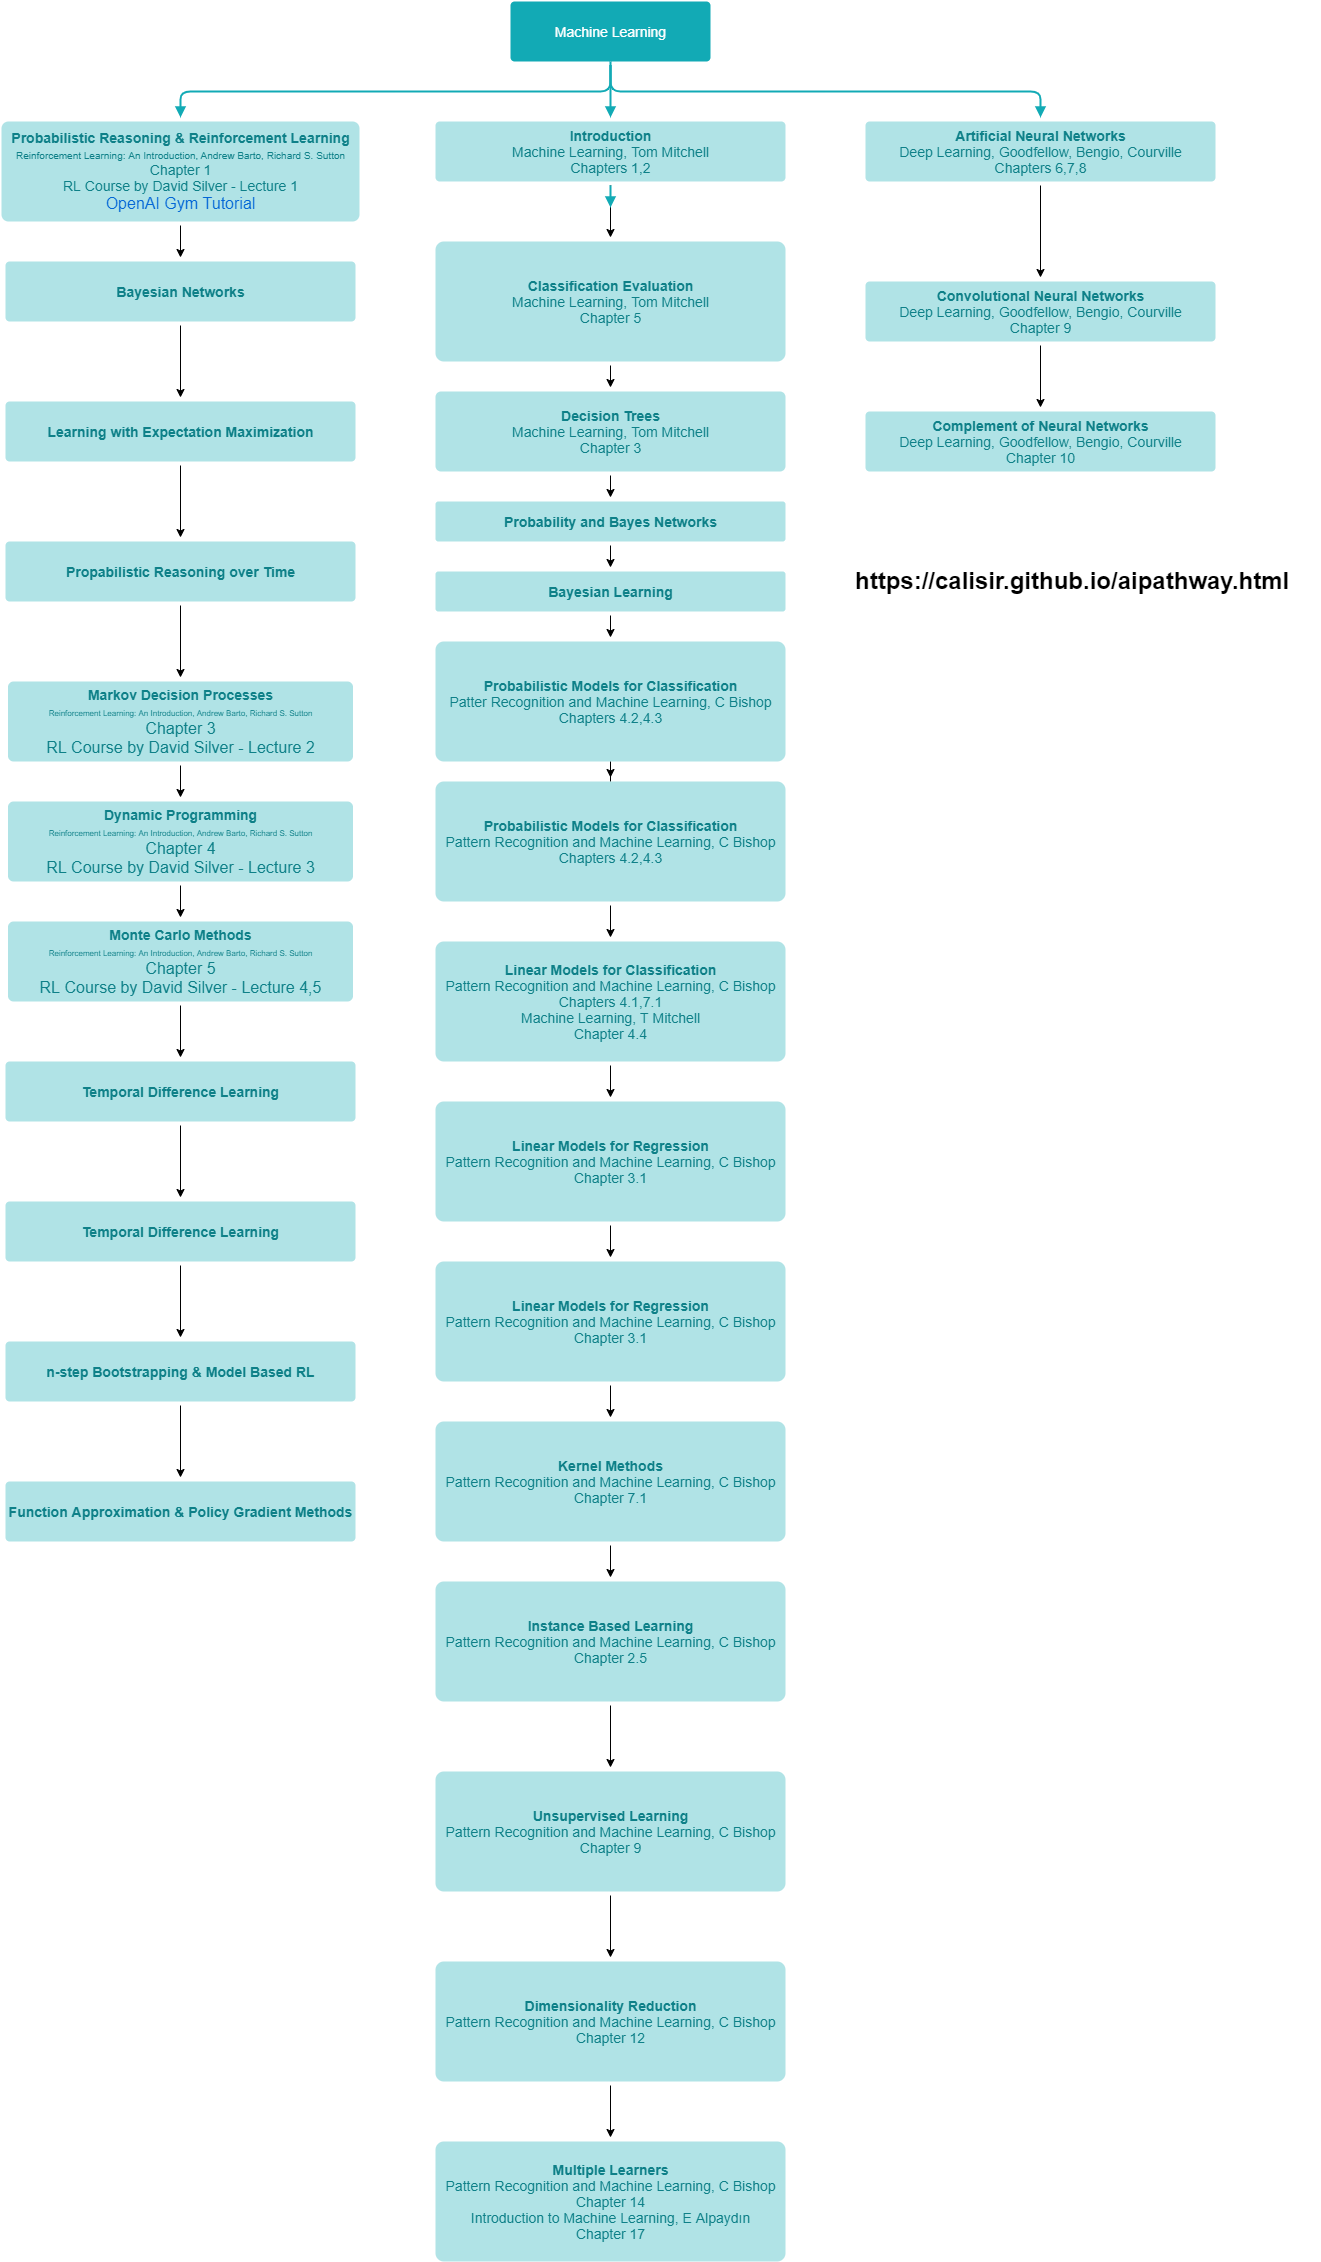 Machine Learning
Probabilistic Reasoning & Reinforcement Learning
Reinforcement Learning: An Introduction, Andrew Barto, Richard S. Sutton
Chapter 1
RL Course by David Silver - Lecture 1
OpenAI Gym Tutorial
Bayesian Networks
Learning with Expectation Maximization
Propabilistic Reasoning over Time
Markov Decision Processes
Reinforcement Learning: An Introduction, Andrew Barto, Richard S. Sutton
Chapter 3
RL Course by David Silver - Lecture 2
Dynamic Programming
Reinforcement Learning: An Introduction, Andrew Barto, Richard S. Sutton
Chapter 4
RL Course by David Silver - Lecture 3
Monte Carlo Methods
Reinforcement Learning: An Introduction, Andrew Barto, Richard S. Sutton
Chapter 5
RL Course by David Silver - Lecture 4,5
Temporal Difference Learning
Temporal Difference Learning
n-step Bootstrapping & Model Based RL
Function Approximation & Policy Gradient Methods
Introduction
Machine Learning, Tom Mitchell
Chapters 1,2
Classification Evaluation
Machine Learning, Tom Mitchell
Chapter 5
Decision Trees
Machine Learning, Tom Mitchell
Chapter 3
Probability and Bayes Networks
Bayesian Learning
Probabilistic Models for Classification
Patter Recognition and Machine Learning, C Bishop
Chapters 4.2,4.3
Probabilistic Models for Classification
Pattern Recognition and Machine Learning, C Bishop
Chapters 4.2,4.3
Linear Models for Classification
Pattern Recognition and Machine Learning, C Bishop
Chapters 4.1,7.1
Machine Learning, T Mitchell
Chapter 4.4
Linear Models for Regression
Pattern Recognition and Machine Learning, C Bishop
Chapter 3.1
Linear Models for Regression
Pattern Recognition and Machine Learning, C Bishop
Chapter 3.1
Kernel Methods
Pattern Recognition and Machine Learning, C Bishop
Chapter 7.1
Instance Based Learning
Pattern Recognition and Machine Learning, C Bishop
Chapter 2.5
Unsupervised Learning
Pattern Recognition and Machine Learning, C Bishop
Chapter 9
Dimensionality Reduction
Pattern Recognition and Machine Learning, C Bishop
Chapter 12
Multiple Learners
Pattern Recognition and Machine Learning, C Bishop
Chapter 14
Introduction to Machine Learning, E Alpaydın
Chapter 17
Artificial Neural Networks
Deep Learning, Goodfellow, Bengio, Courville
Chapters 6,7,8
Convolutional Neural Networks
Deep Learning, Goodfellow, Bengio, Courville
Chapter 9
Complement of Neural Networks
Deep Learning, Goodfellow, Bengio, Courville
Chapter 10
https://calisir.github.io/aipathway.html